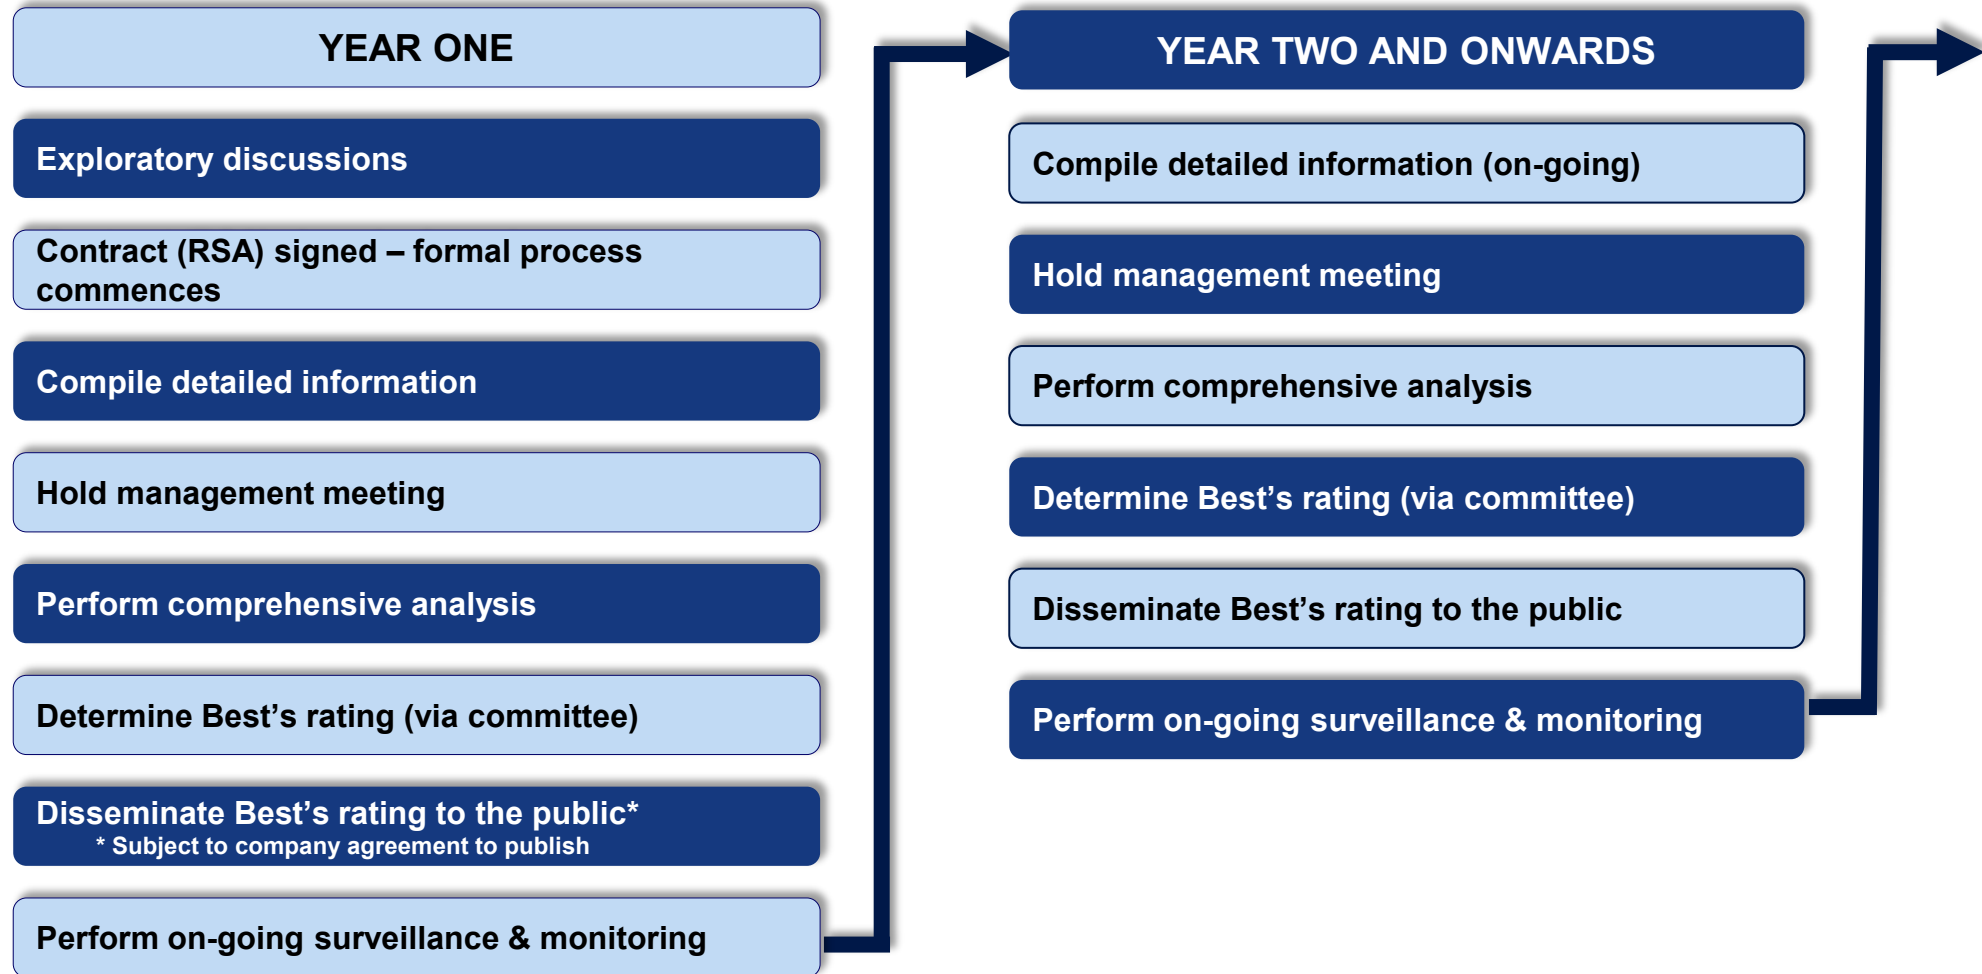 YEAR ONE
Exploratory discussions
Contract (RSA) signed – formal process
commences
Compile detailed information
Hold management meeting
Perform comprehensive analysis
Determine Best’s rating (via committee)
Disseminate Best’s rating to the public*
* Subject to company agreement to publish
Perform on-going surveillance & monitoring
YEAR TWO AND ONWARDS
Compile detailed information (on-going)
Hold management meeting
Perform comprehensive analysis
Determine Best’s rating (via committee)
Disseminate Best’s rating to the public
Perform on-going surveillance & monitoring